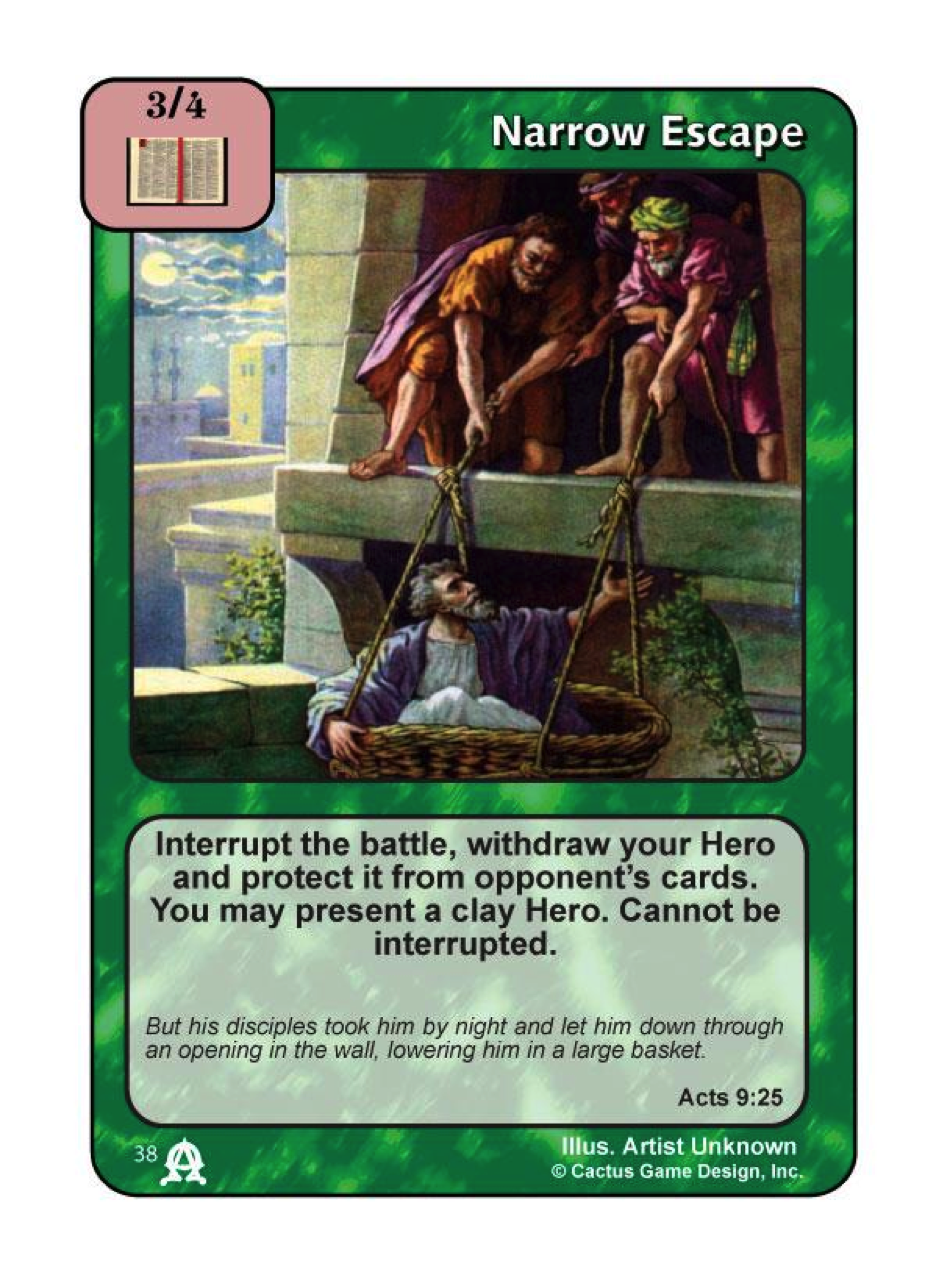 3/4
Narrow Escape
Interrupt the battle, withdraw your Hero
and protect it from opponent’s cards.
You may present a clay Hero. Cannot be
interrupted.
But his disciples took him by night and let him down through
an opening in the wall, lowering him in a large basket.
Acts 9:25
38
Illus. Artist Unknown
© Cactus Game Design, Inc.